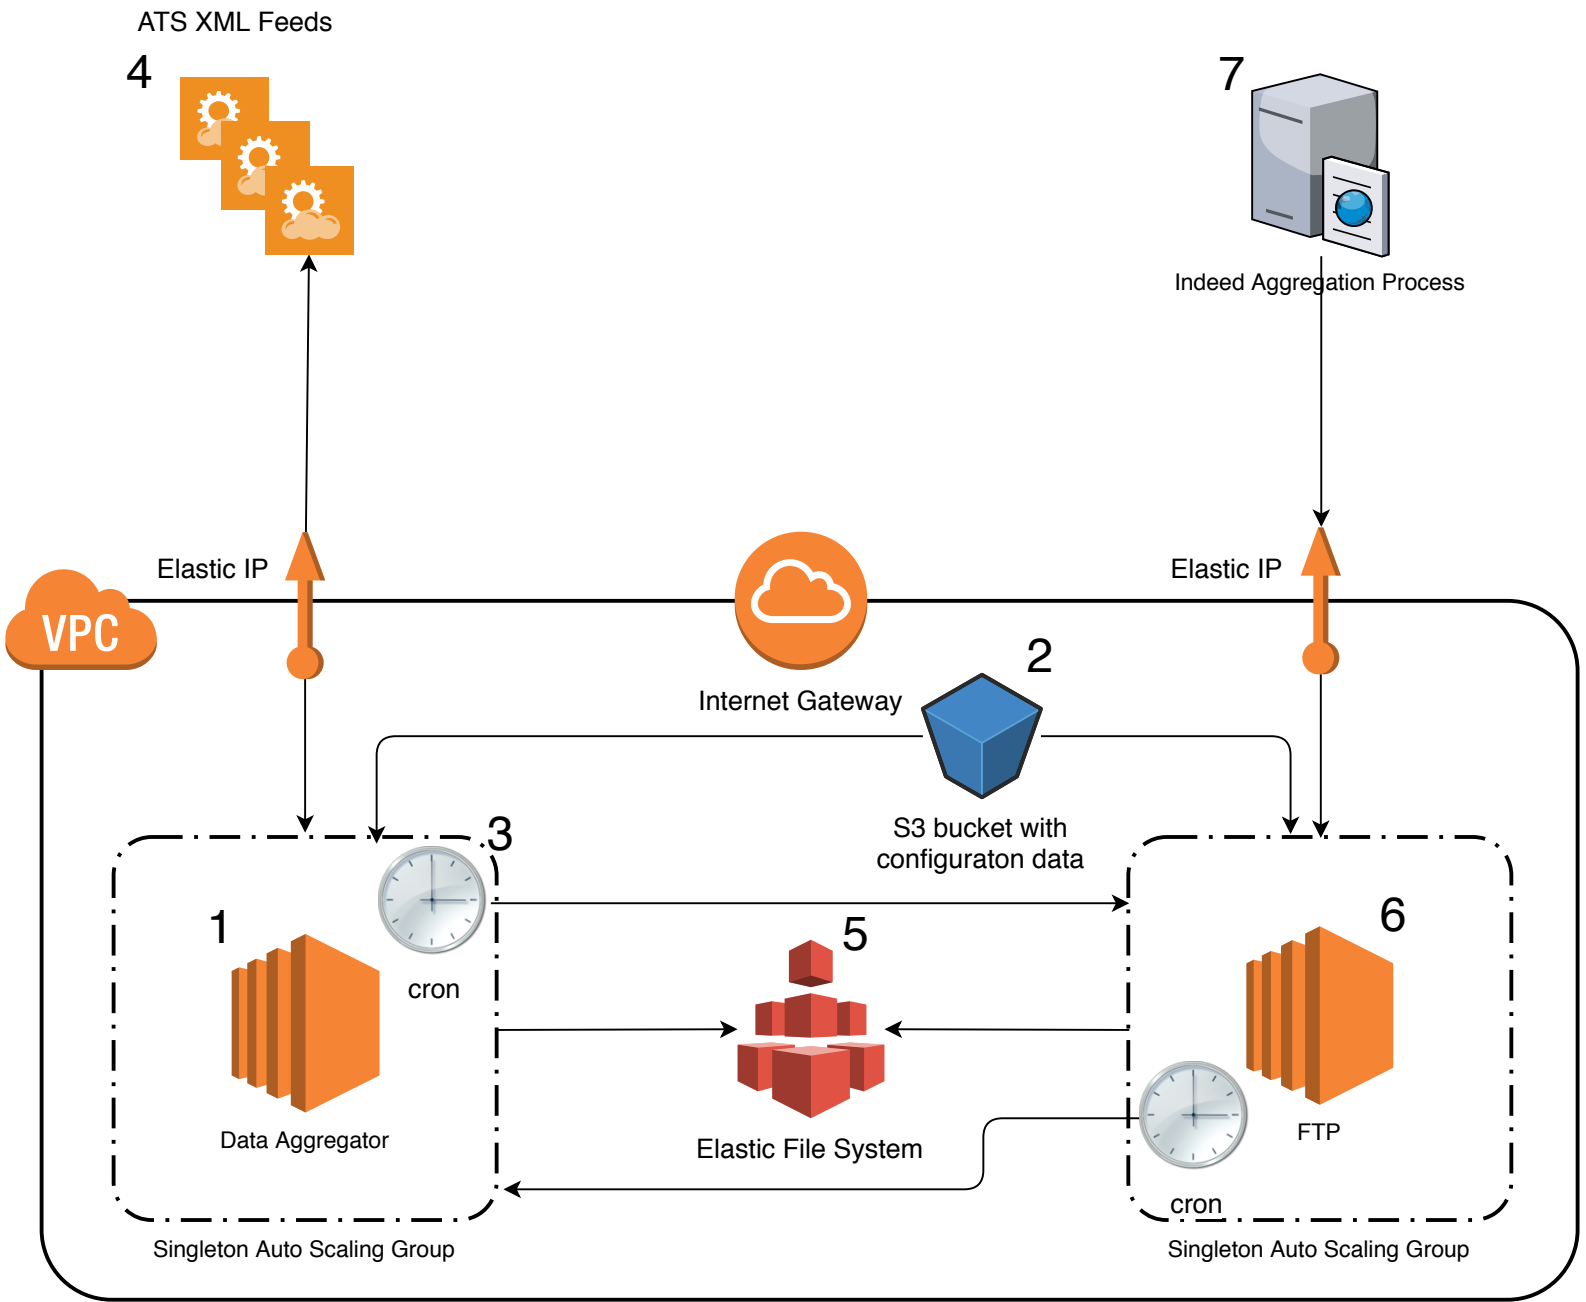 ATS XML Feeds
4
7
Indeed Aggregation Process
Elastic IP
Elastic IP
VPC
2
Internet Gateway
S3 bucket with
configuraton data
3
1
5
6
cron
Data Aggregator
Elastic File System
FTP
cron
Singleton Auto Scaling Group
Singleton Auto Scaling Group